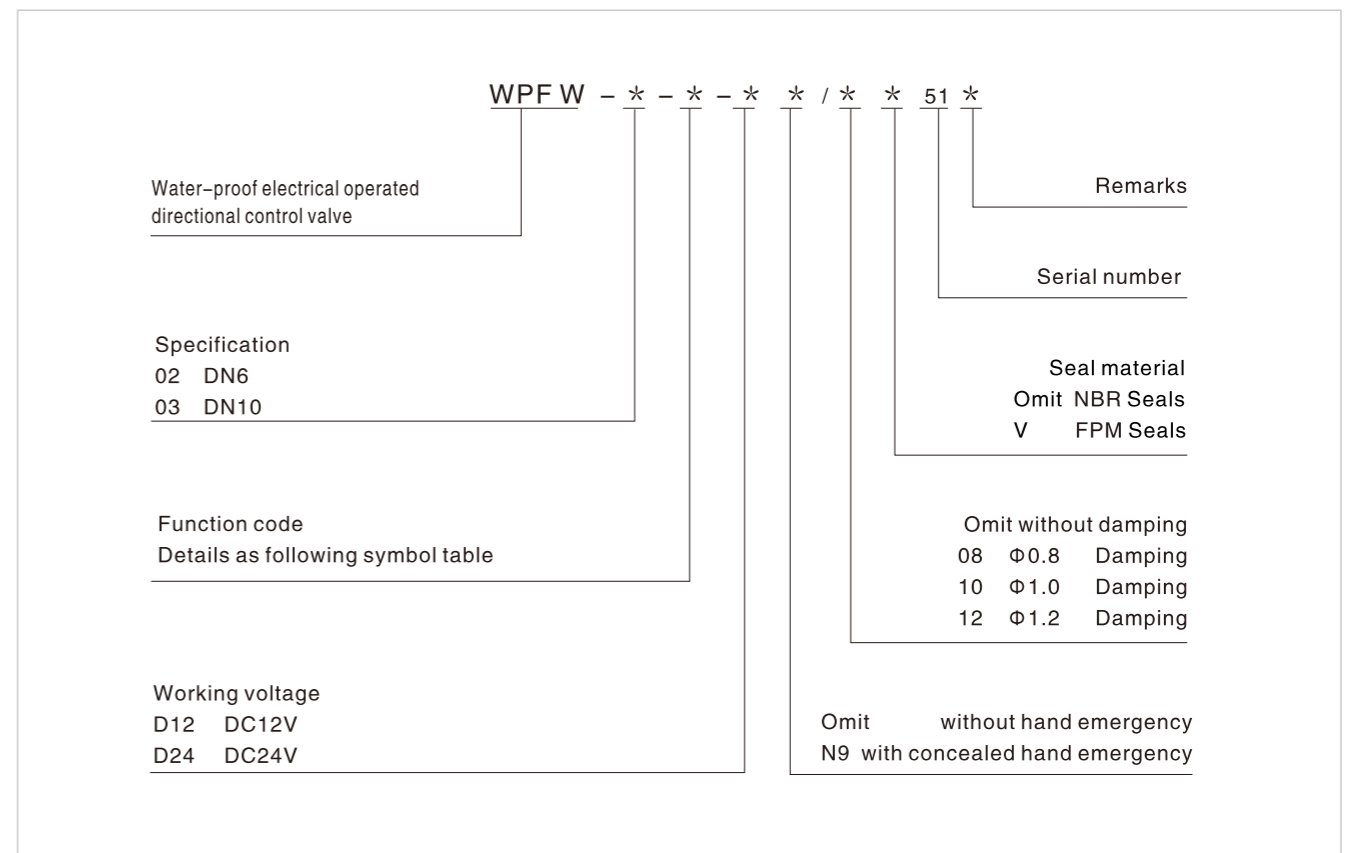 WPF W – * – * – * * / * * 51 *
Water–proof electrical operated
directional control valve
Specification
02 DN6
03 DN10
Function code
Details as following symbol table
Working voltage
D12 DC12V
D24 DC24V
Remarks
Serial number
Seal material
Omit NBR Seals
V FPM Seals
Omit without damping
08 Φ0.8 Damping
10 Φ1.0 Damping
12 Φ1.2 Damping
Omit without hand emergency
N9 with concealed hand emergency